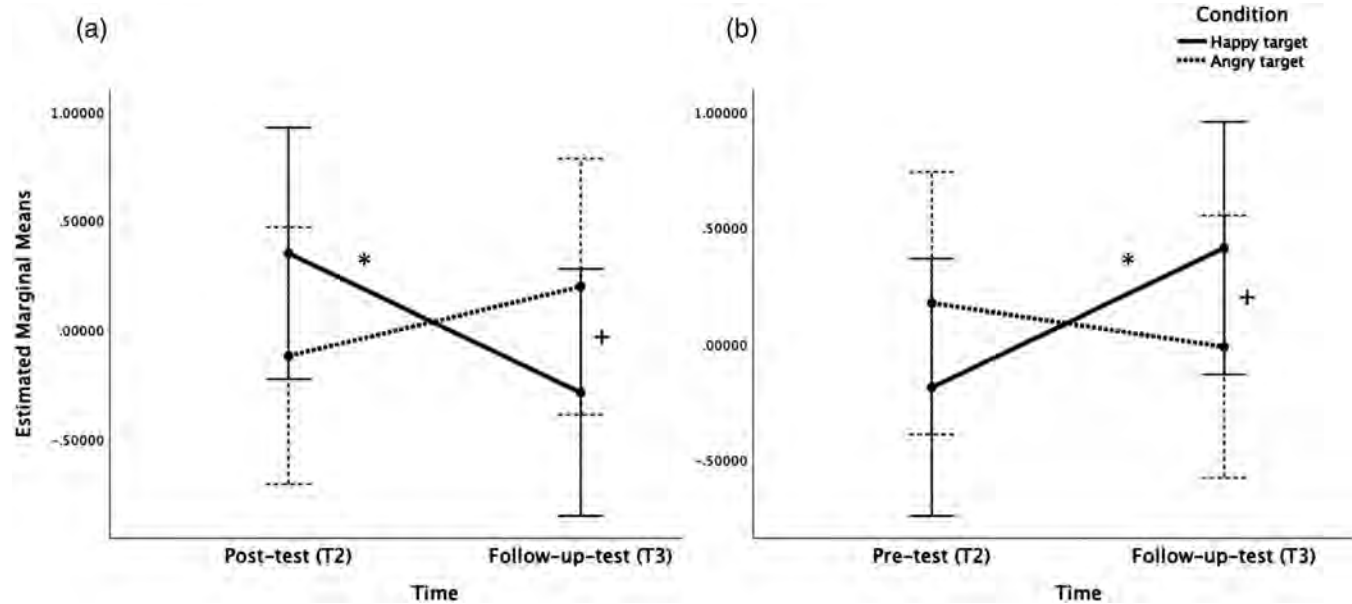 (a)
Estimated Marginal Means
1.00000
.50000
.00000
-.50000
*
+
Post-test (T2)
Follow-up-test (T3)
Time
(b)
Condition
Happy target
Angry target
1.00000
.50000
.00000
-.50000
*
+
Pre-test (T2)
Follow-up-test (T3)
Time